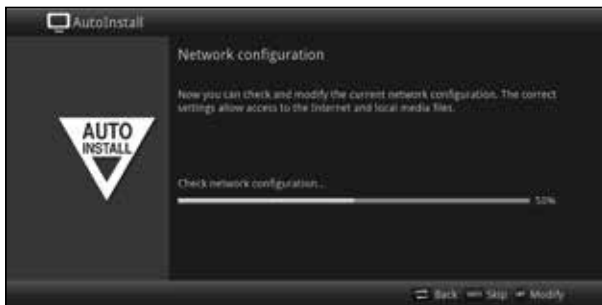 AutoInstall
Network configuration
Now you can check and modify the current network configuration. The correct
settings allow access to the Internet and local media files.
AUTO
INSTALL
Check network configuration...
50%
Back Skip Modify